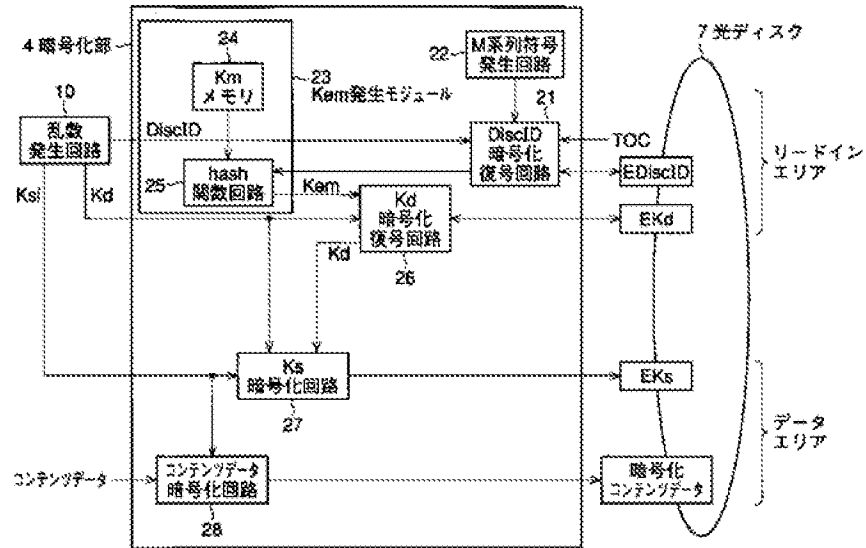 4 暗号化部
24
Km
メモリ
23
Kem発生モジュール
22
M系列符号
発生回路
7 光ディスク
10
乱数
発生回路
DiscID
21
DiscID
暗号化
復号回路
TOC
EDiscID
リードイン
エリア
25
hash
関数回路
Kem
Ksi
Kd
Kd
暗号化
復号回路
26
EKd
Kd
Ks
暗号化回路
27
EKs
データ
エリア
コンテンツデータ
コンテンツデータ
暗号化回路
28
暗号化
コンテンツデータ